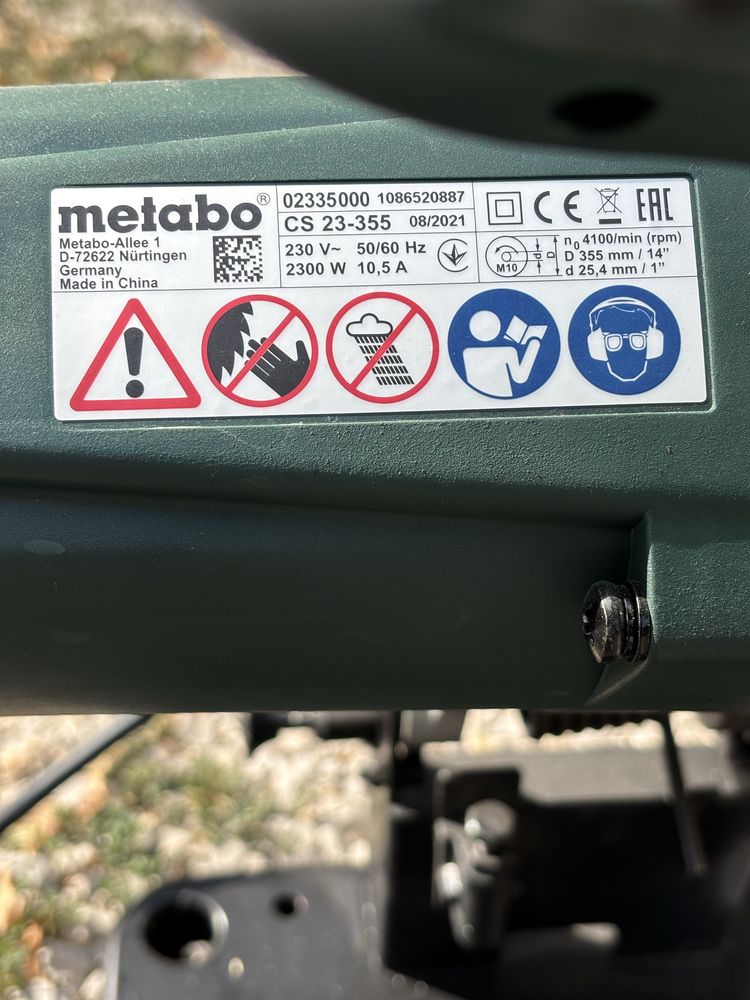 metabo®
Metabo-Allee 1
D-72622 Nürtingen
Germany
Made in China
02335000 1086520887
CS 23-355 08/2021
230 V~ 50/60 Hz
2300 W 10,5 A
CE
EAC
M10
d
D
n₀ 4100/min (rpm)
D 355 mm / 14"
d 25,4 mm / 1"